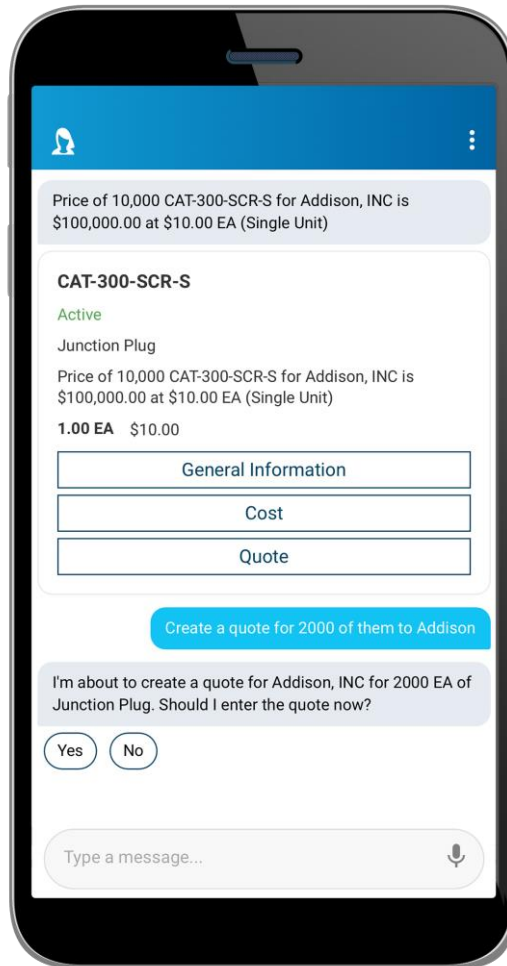 Price of 10,000 CAT-300-SCR-S for Addison, INC is
$100,000.00 at $10.00 EA (Single Unit)
CAT-300-SCR-S
Active
Junction Plug
Price of 10,000 CAT-300-SCR-S for Addison, INC is
$100,000.00 at $10.00 EA (Single Unit)
1.00 EA $10.00
General Information
Cost
Quote
Create a quote for 2000 of them to Addison
I'm about to create a quote for Addison, INC for 2000 EA of
Junction Plug. Should I enter the quote now?
Yes No
Type a message...